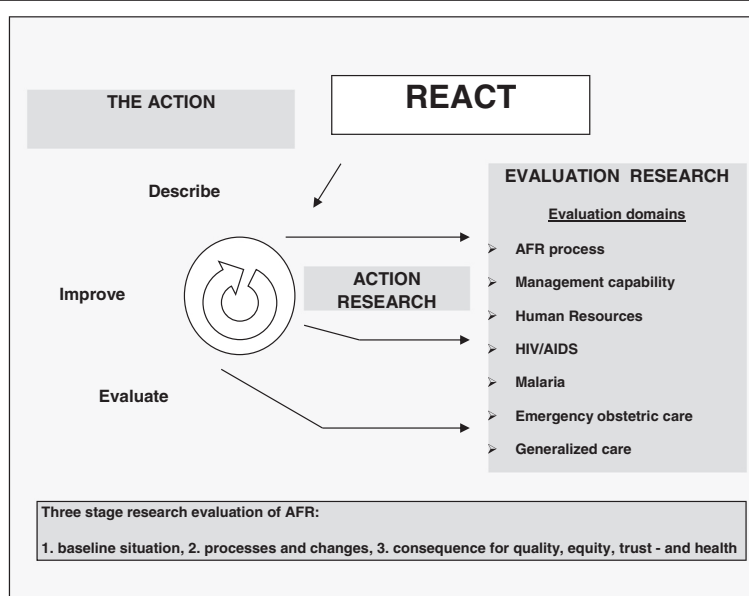 THE ACTION
REACT
Describe
Improve
Evaluate
ACTION
RESEARCH
EVALUATION RESEARCH
Evaluation domains
AFR process
Management capability
Human Resources
HIV/AIDS
Malaria
Emergency obstetric care
Generalized care
Three stage research evaluation of AFR:
1. baseline situation, 2. processes and changes, 3. consequence for quality, equity, trust - and health